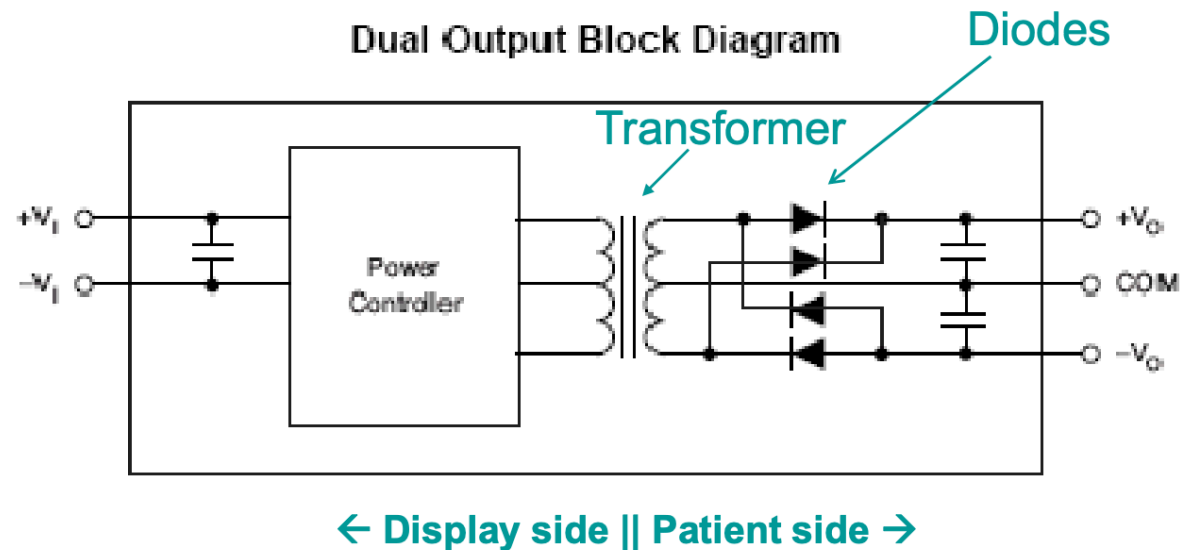 Dual Output Block Diagram
Diodes
Transformer
+VI
−VI
Power
Controller
+VO
COM
−VO
← Display side || Patient side →